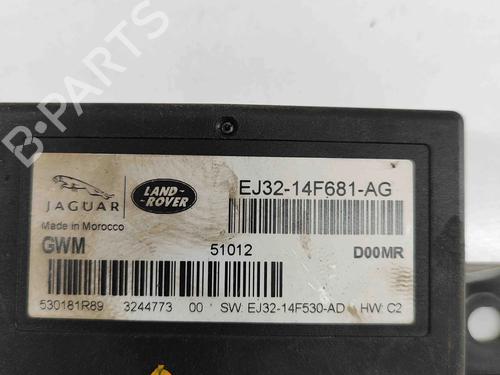 B-PARTS
JAGUAR
LAND-
ROVER
EJ32-14F681-AG
Made in Morocco
GWM 51012 D00MR
530181R89 3244773 00 SW: EJ32-14F530-AD HW: C2